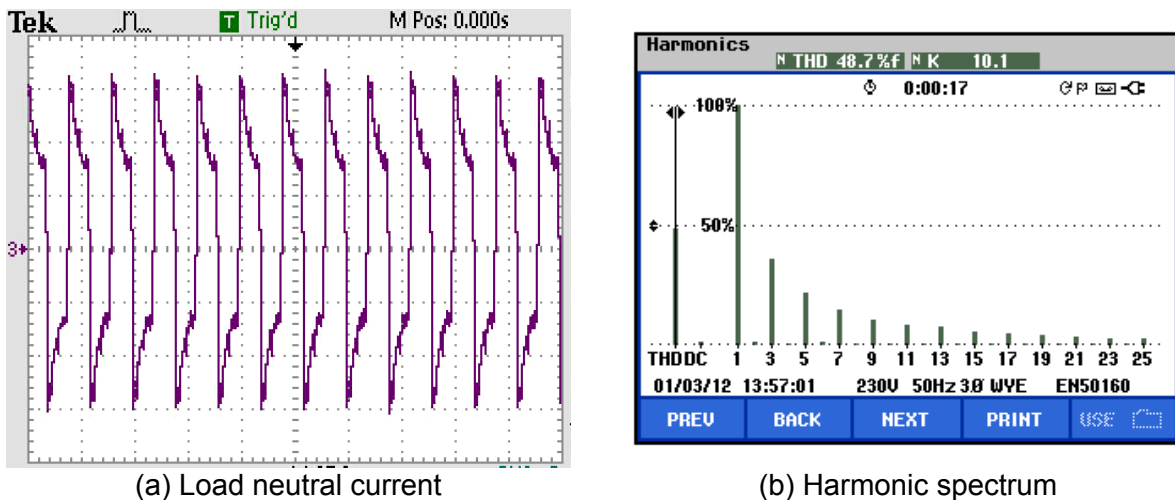 Tek T Trig'd M Pos: 0.000s
3
(a) Load neutral current
Harmonics
N THD 48.7%f N K 10.1
0:00:17
100%
50%
THD DC 1 3 5 7 9 11 13 15 17 19 21 23 25
01/03/12 13:57:01 230V 50Hz 3Ø WYE EN50160
PREV BACK NEXT PRINT USE
(b) Harmonic spectrum